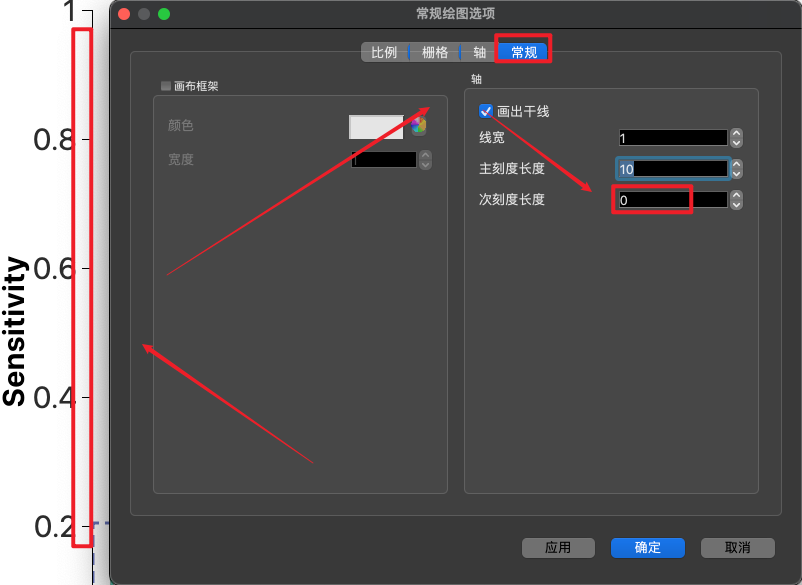 常规绘图选项
比例 栅格 轴 常规
画布框架
颜色
宽度
轴
画出干线
线宽 1
主刻度长度 10
次刻度长度 0
应用 确定 取消
Sensitivity
1
0.8
0.6
0.4
0.2